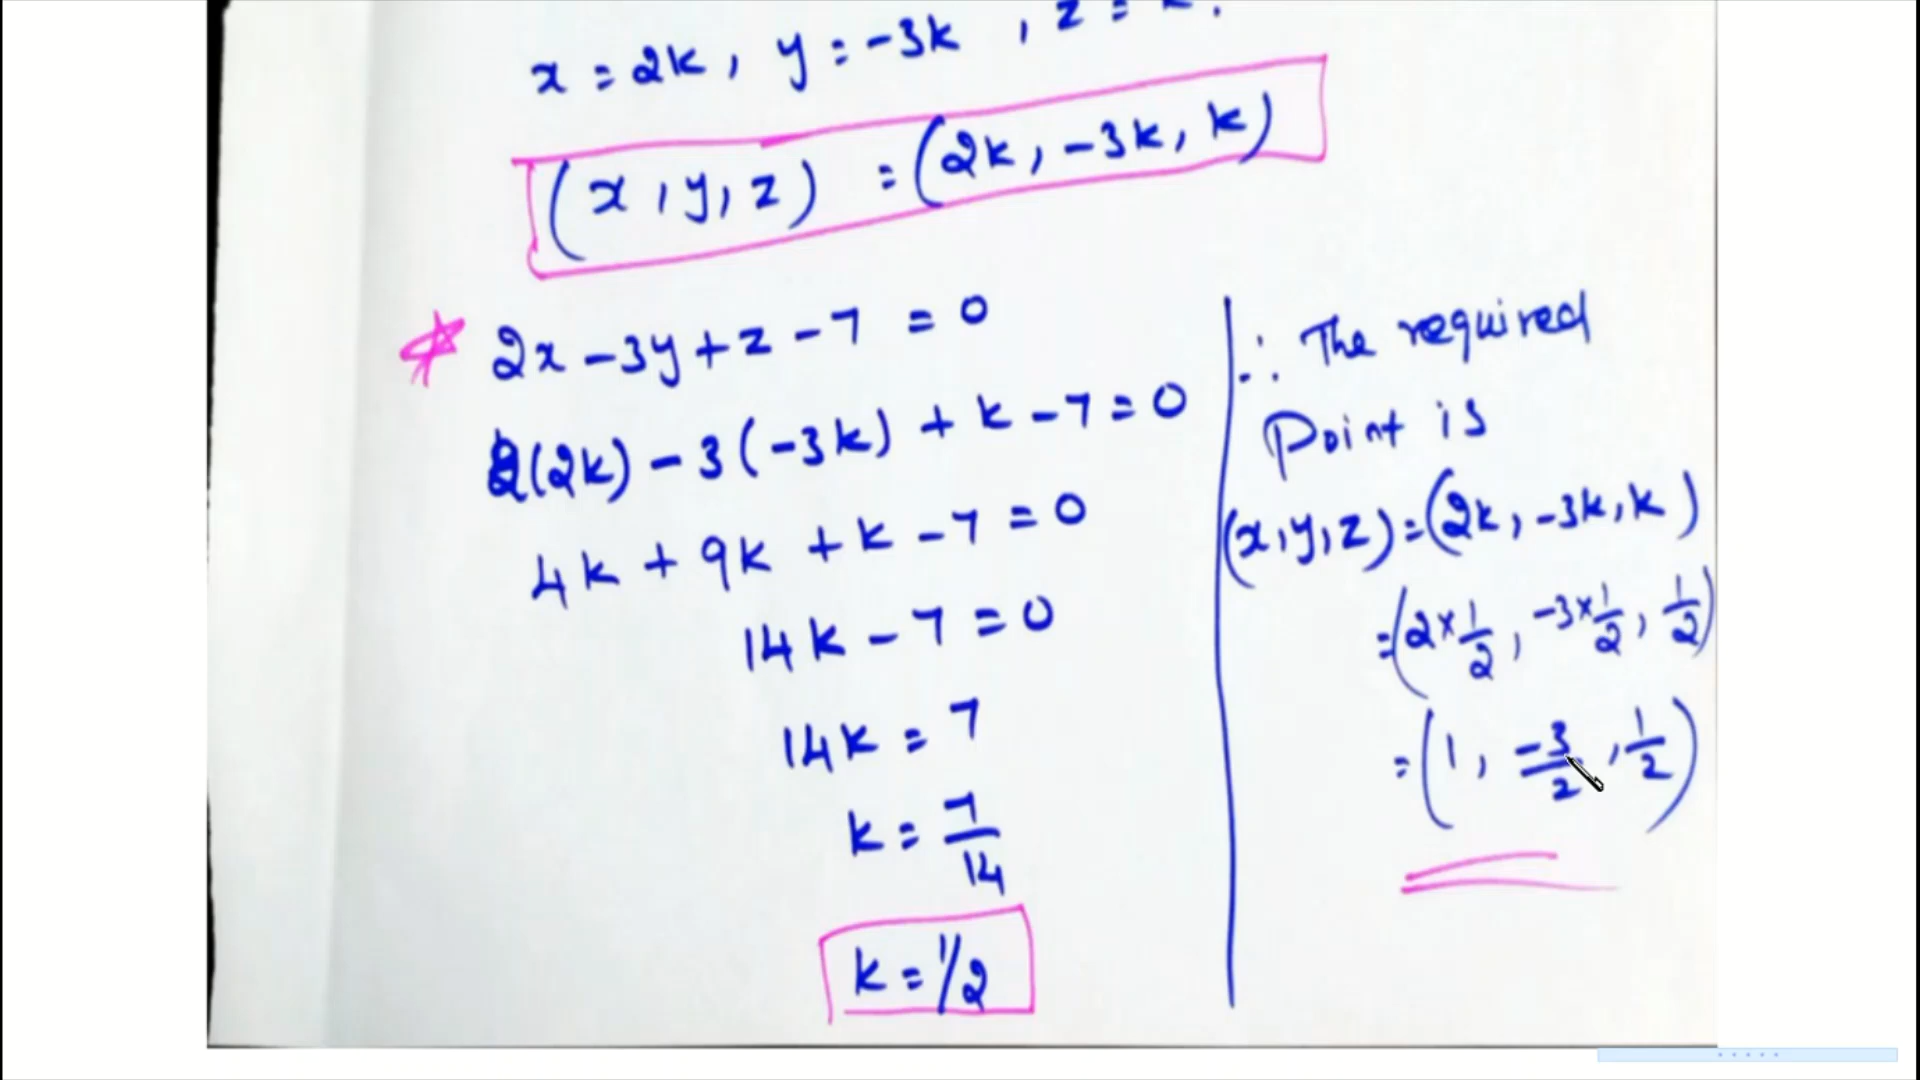 x = 2k, y = -3k, z =
(x, y, z) = (2k, -3k, k)
2x - 3y + z - 7 = 0
2(2k) - 3(-3k) + k - 7 = 0
4k + 9k + k - 7 = 0
14k - 7 = 0
14k = 7
k = 7/14
k = 1/2
∴ The required
Point is
(x, y, z) = (2k, -3k, k)
= (2 × 1/2, -3 × 1/2, 1/2)
= (1, -3/2, 1/2)